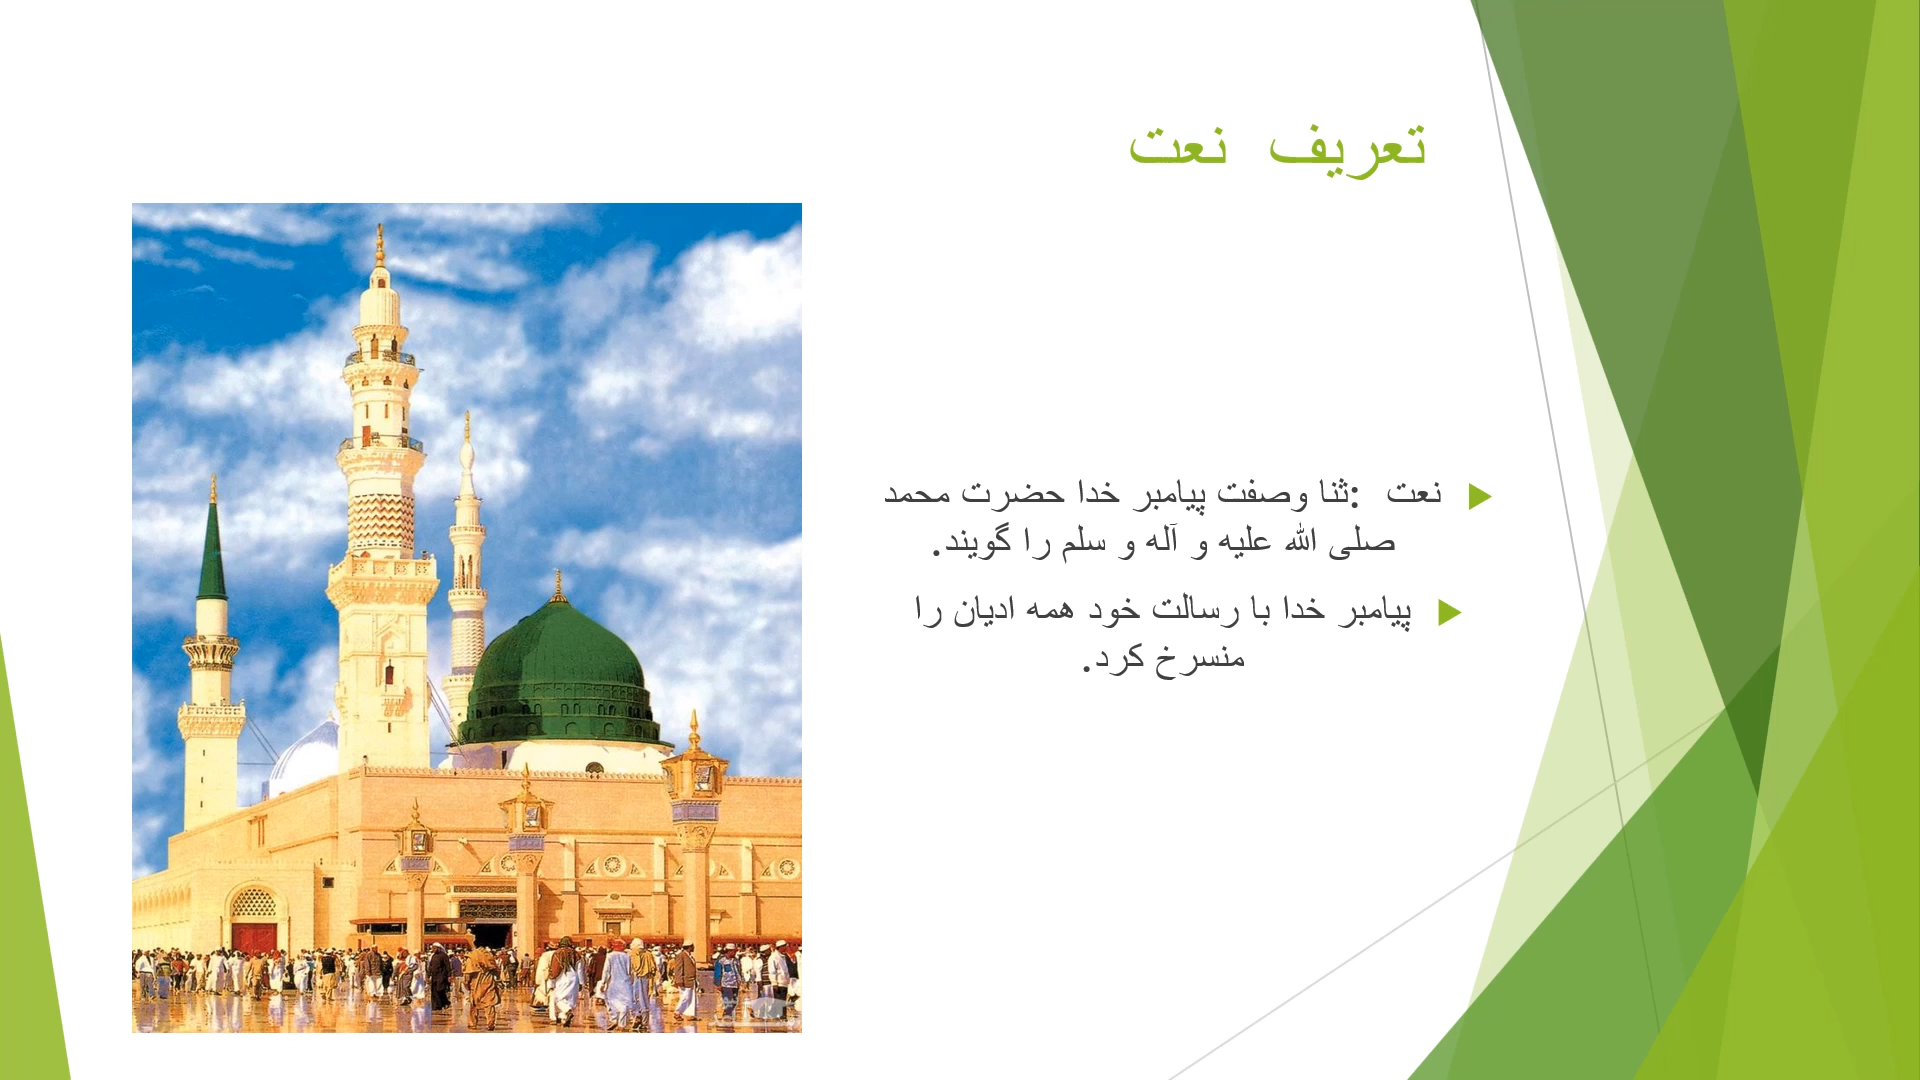 تعریف نعت
نعت :ثنا وصفت پیامبر خدا حضرت محمد
صلی الله علیه و آله و سلم را گویند.
پیامبر خدا با رسالت خود همه ادیان را
منسرخ کرد.